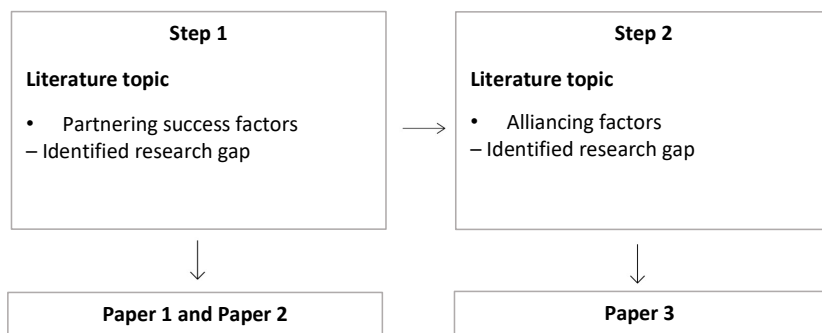 Step 1
Literature topic
• Partnering success factors
– Identified research gap
Step 2
Literature topic
• Alliancing factors
– Identified research gap
Paper 1 and Paper 2
Paper 3